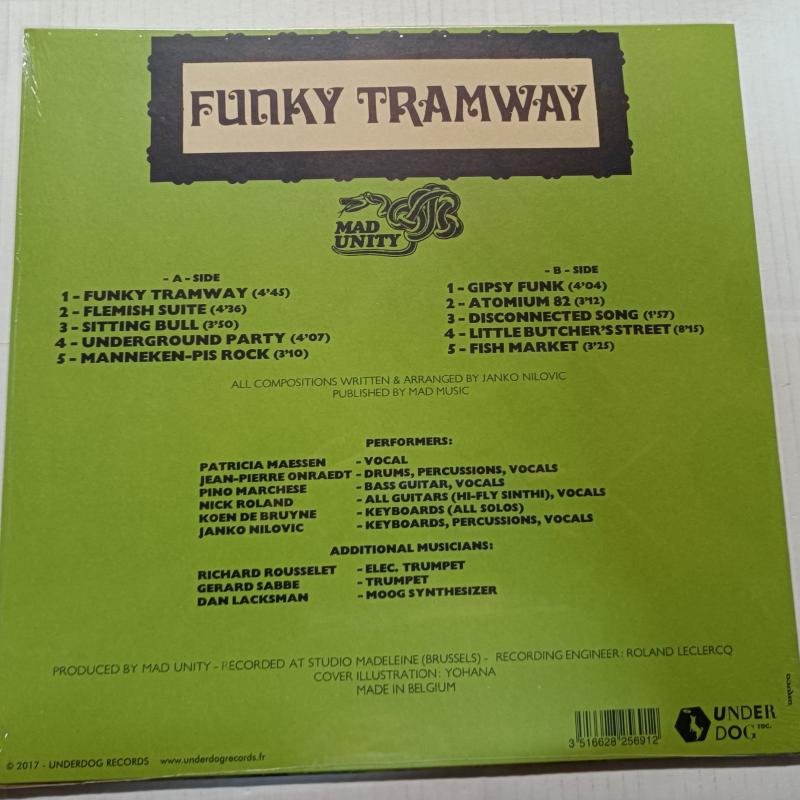 FUNKY TRAMWAY
MAD
UNITY
- A - SIDE
1 - FUNKY TRAMWAY (4'45)
2 - FLEMISH SUITE (4'36)
3 - SITTING BULL (3'50)
4 - UNDERGROUND PARTY (4'07)
5 - MANNEKEN-PIS ROCK (3'10)
- B - SIDE
1 - GIPSY FUNK (4'04)
2 - ATOMIUM 82 (3'12)
3 - DISCONNECTED SONG (1'57)
4 - LITTLE BUTCHER'S STREET (8'15)
5 - FISH MARKET (3'25)
ALL COMPOSITIONS WRITTEN & ARRANGED BY JANKO NILOVIC
PUBLISHED BY MAD MUSIC
PERFORMERS:
PATRICIA MAESSEN - VOCAL
JEAN-PIERRE ONRAEDT - DRUMS, PERCUSSIONS, VOCALS
PINO MARCHESE - BASS GUITAR, VOCALS
NICK ROLAND - ALL GUITARS (HI-FLY SINTHI), VOCALS
KOEN DE BRUYNE - KEYBOARDS (ALL SOLOS)
JANKO NILOVIC - KEYBOARDS, PERCUSSIONS, VOCALS
ADDITIONAL MUSICIANS:
RICHARD ROUSSELET - ELEC. TRUMPET
GERARD SABBE - TRUMPET
DAN LACKSMAN - MOOG SYNTHESIZER
PRODUCED BY MAD UNITY - RECORDED AT STUDIO MADELEINE (BRUSSELS) - RECORDING ENGINEER : ROLAND LECLERCQ
COVER ILLUSTRATION : YOHANA
MADE IN BELGIUM
UNDER
DOG REC.
3 516628 256912
© 2017 - UNDERDOG RECORDS www.underdogrecords.fr